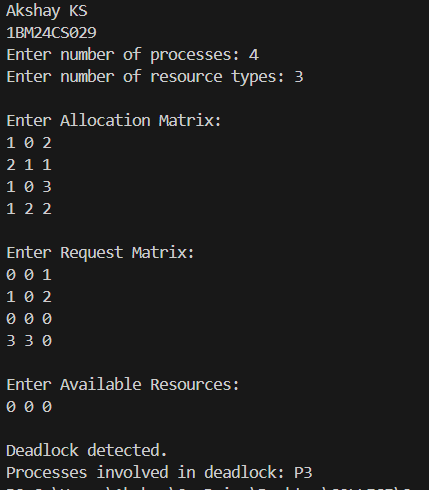 Akshay KS
1BM24CS029
Enter number of processes: 4
Enter number of resource types: 3
Enter Allocation Matrix:
1 0 2
2 1 1
1 0 3
1 2 2
Enter Request Matrix:
0 0 1
1 0 2
0 0 0
3 3 0
Enter Available Resources:
0 0 0
Deadlock detected.
Processes involved in deadlock: P3